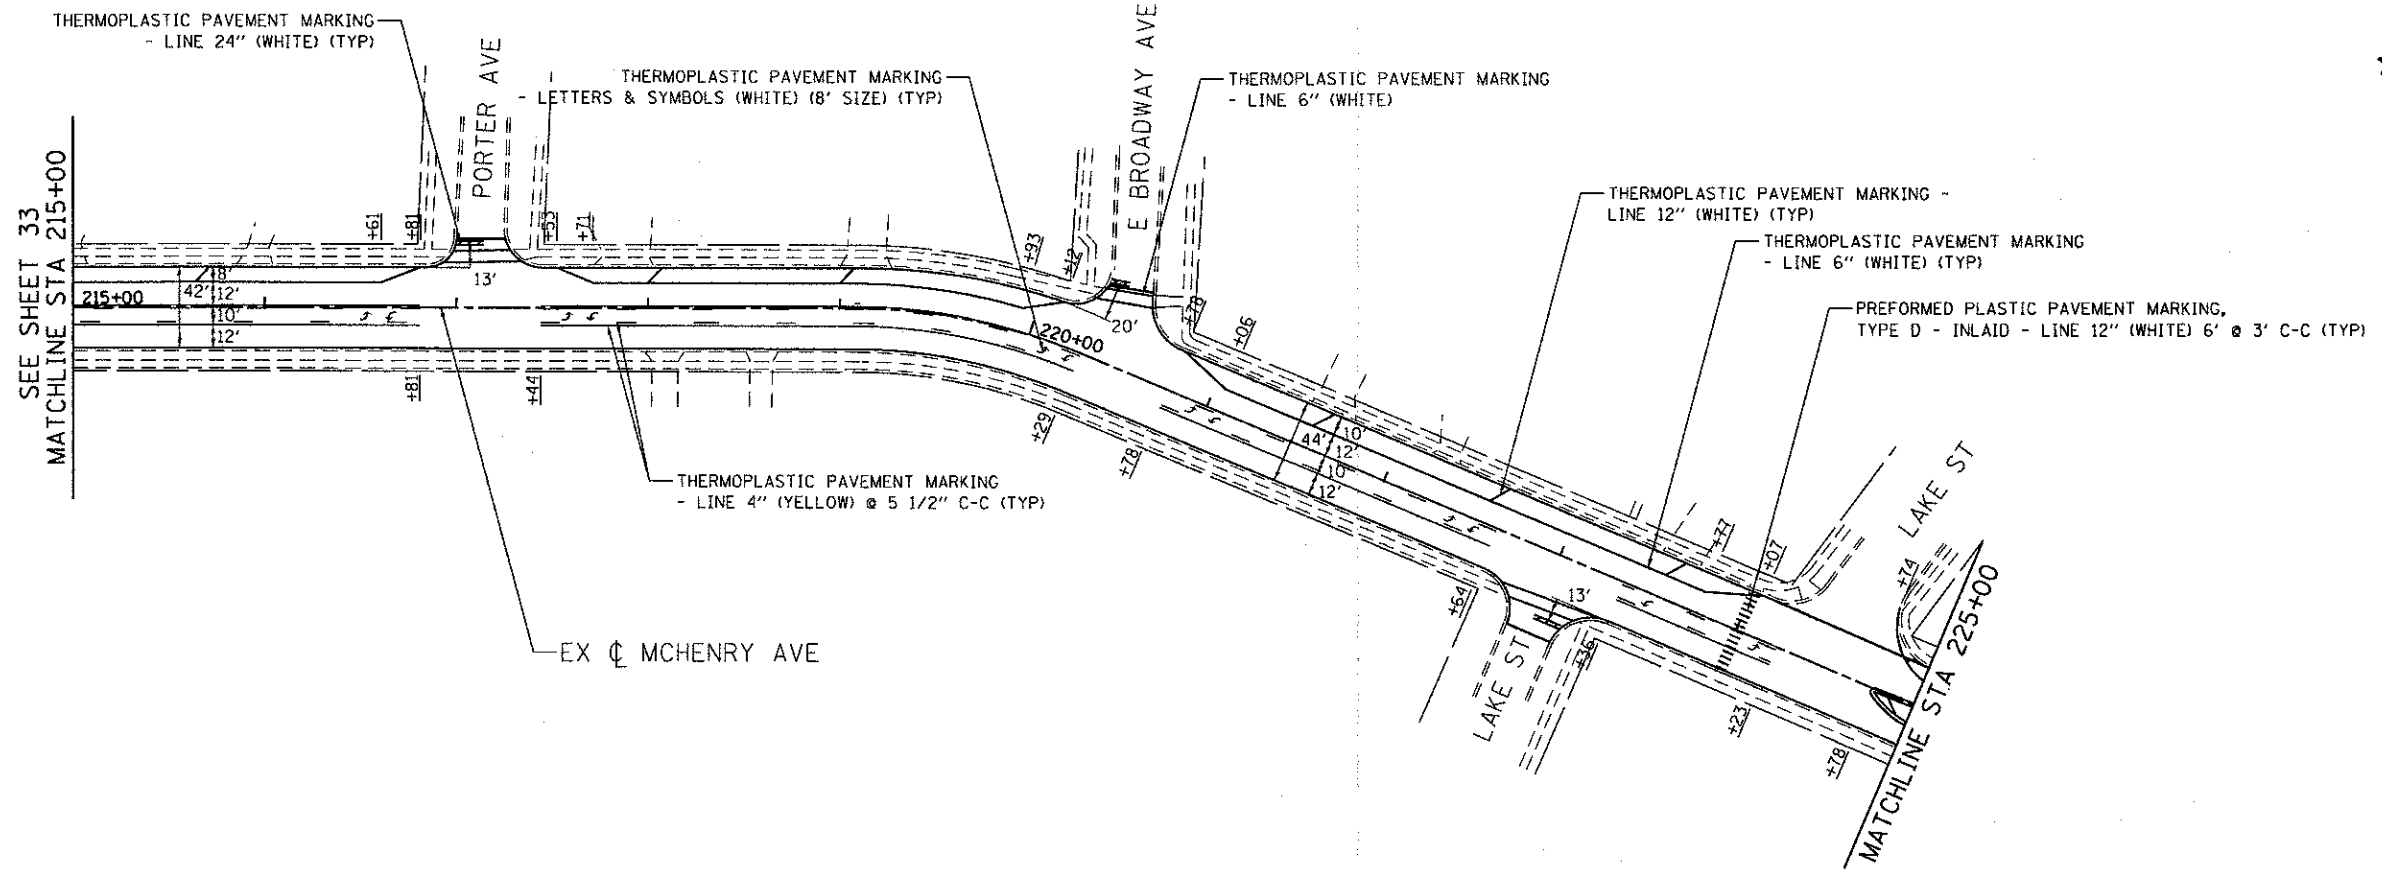 THERMOPLASTIC PAVEMENT MARKING
- LINE 24" (WHITE) (TYP)
PORTER AVE
THERMOPLASTIC PAVEMENT MARKING
- LETTERS & SYMBOLS (WHITE) (8' SIZE) (TYP)
E BROADWAY AVE
THERMOPLASTIC PAVEMENT MARKING
- LINE 6" (WHITE)
THERMOPLASTIC PAVEMENT MARKING -
LINE 12" (WHITE) (TYP)
THERMOPLASTIC PAVEMENT MARKING
- LINE 6" (WHITE) (TYP)
PREFORMED PLASTIC PAVEMENT MARKING,
TYPE D - INLAID - LINE 12" (WHITE) 6' @ 3' C-C (TYP)
SEE SHEET 33
MATCHLINE STA 215+00
+61
+81
+53
+71
+93
+12
+78
+06
215+00
42'
8'
12'
10'
12'
13'
20'
220+00
+81
+44
+29
+78
44'
10'
12'
10'
12'
THERMOPLASTIC PAVEMENT MARKING
- LINE 4" (YELLOW) @ 5 1/2" C-C (TYP)
EX ℄ MCHENRY AVE
+77
+07
LAKE ST
+74
+64
13'
LAKE ST
+36
+23
+78
MATCHLINE STA 225+00